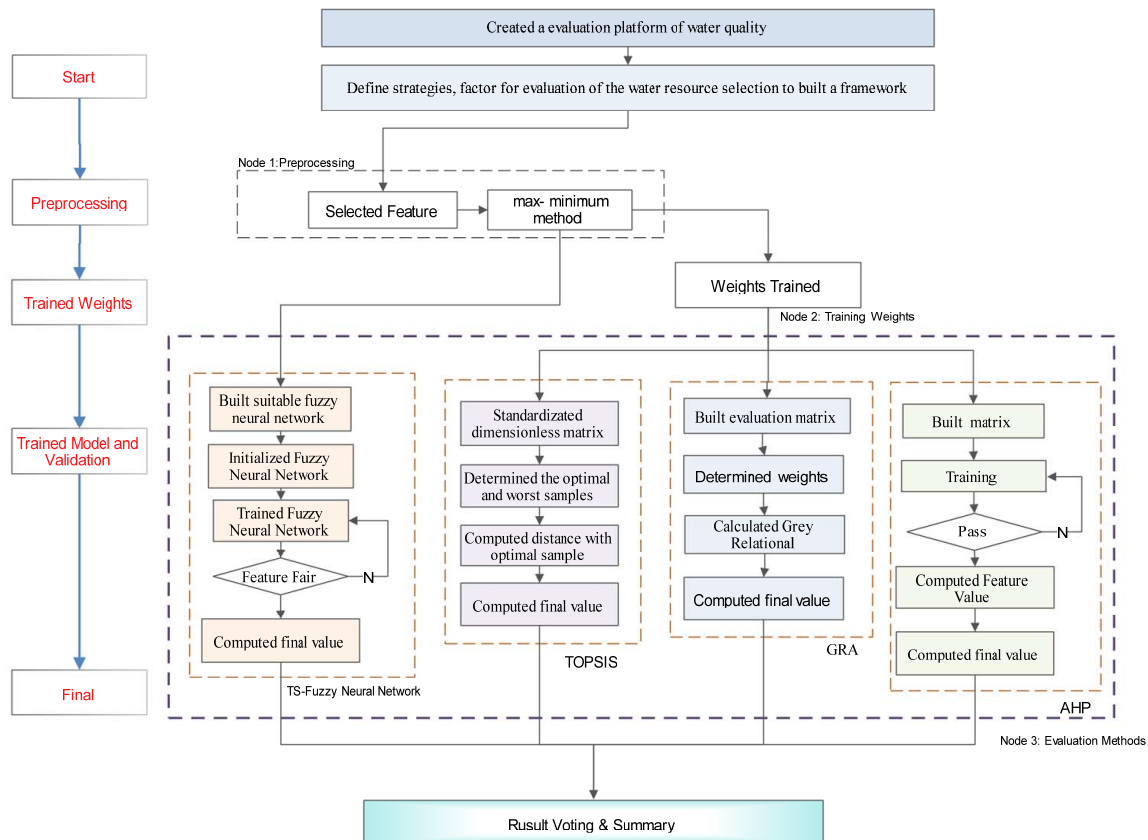 Created a evaluation platform of water quality
Start
Define strategies, factor for evaluation of the water resource selection to built a framework
Node 1:Preprocessing
Preprocessing
Selected Feature
max- minimum
method
Trained Weights
Weights Trained
Node 2: Training Weights
Built suitable fuzzy
neural network
Initialized Fuzzy
Neural Network
Trained Fuzzy
Neural Network
Feature Fair
N
Computed final value
TS-Fuzzy Neural Network
Standardizated
dimensionless matrix
Determined the optimal
and worst samples
Computed distance with
optimal sample
Computed final value
TOPSIS
Built evaluation matrix
Determined weights
Calculated Grey
Relational
Computed final value
GRA
Built matrix
Training
Pass
N
Computed Feature
Value
Computed final value
AHP
Trained Model and
Validation
Final
Node 3: Evaluation Methods
Rusult Voting & Summary